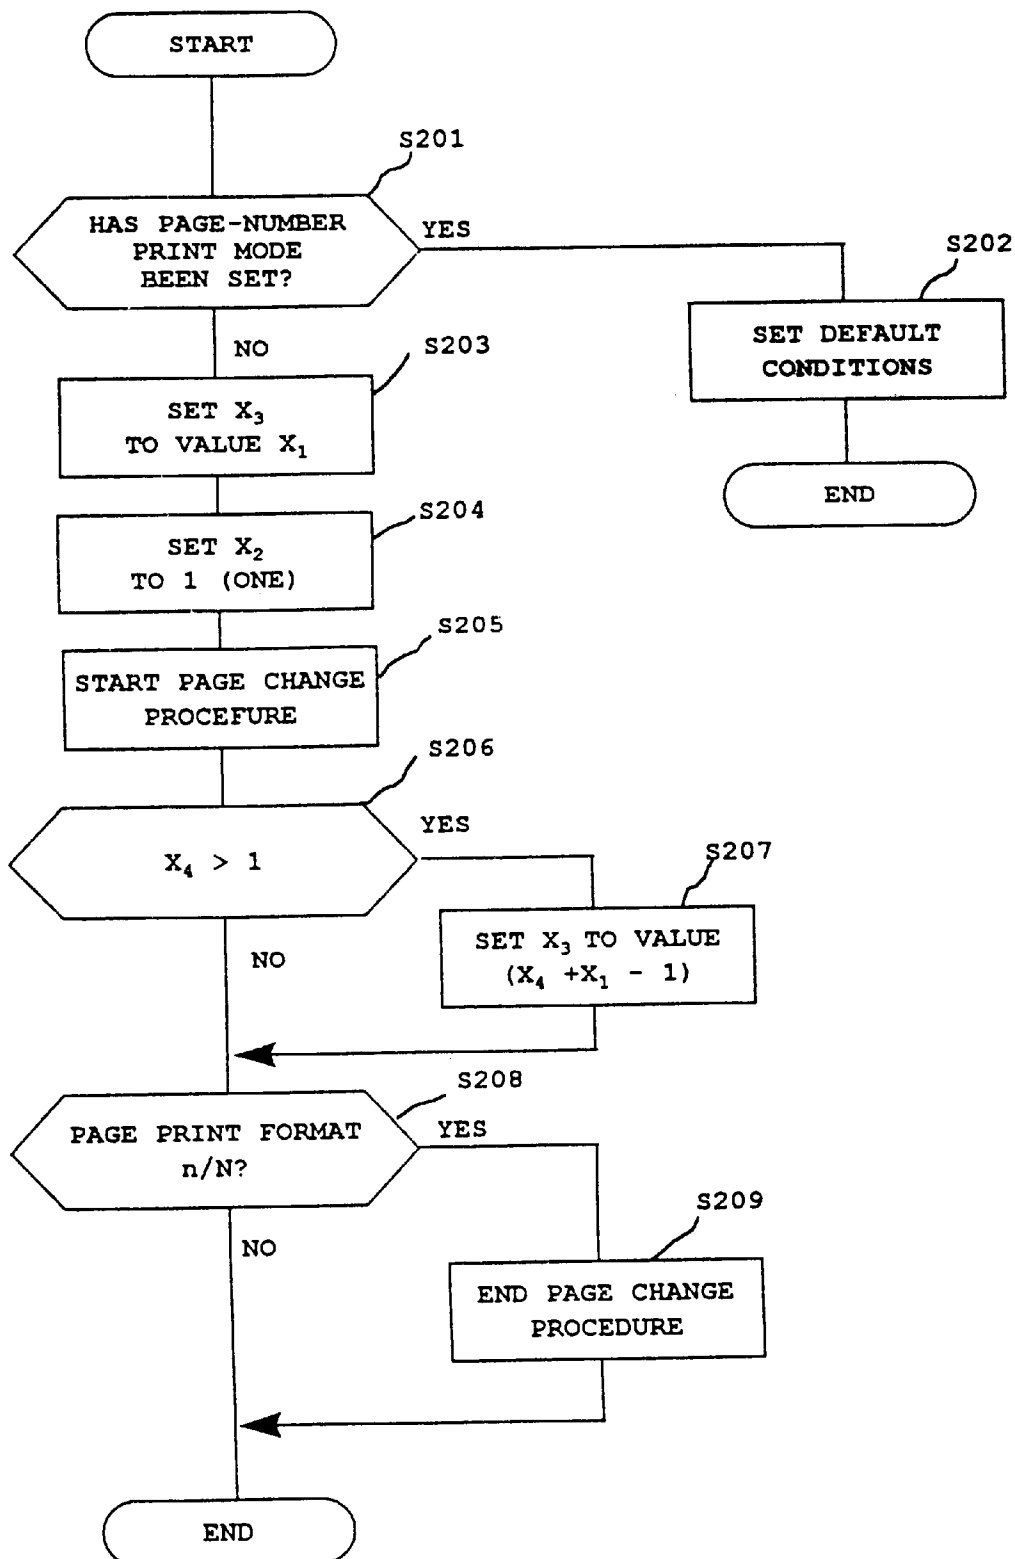 START
S201
HAS PAGE-NUMBER
PRINT MODE
BEEN SET?
YES
S202
SET DEFAULT
CONDITIONS
END
NO
S203
SET X₃
TO VALUE X₁
S204
SET X₂
TO 1 (ONE)
S205
START PAGE CHANGE
PROCEFURE
S206
X₄ > 1
YES
S207
SET X₃ TO VALUE
(X₄ +X₁ - 1)
NO
S208
PAGE PRINT FORMAT
n/N?
YES
S209
END PAGE CHANGE
PROCEDURE
NO
END